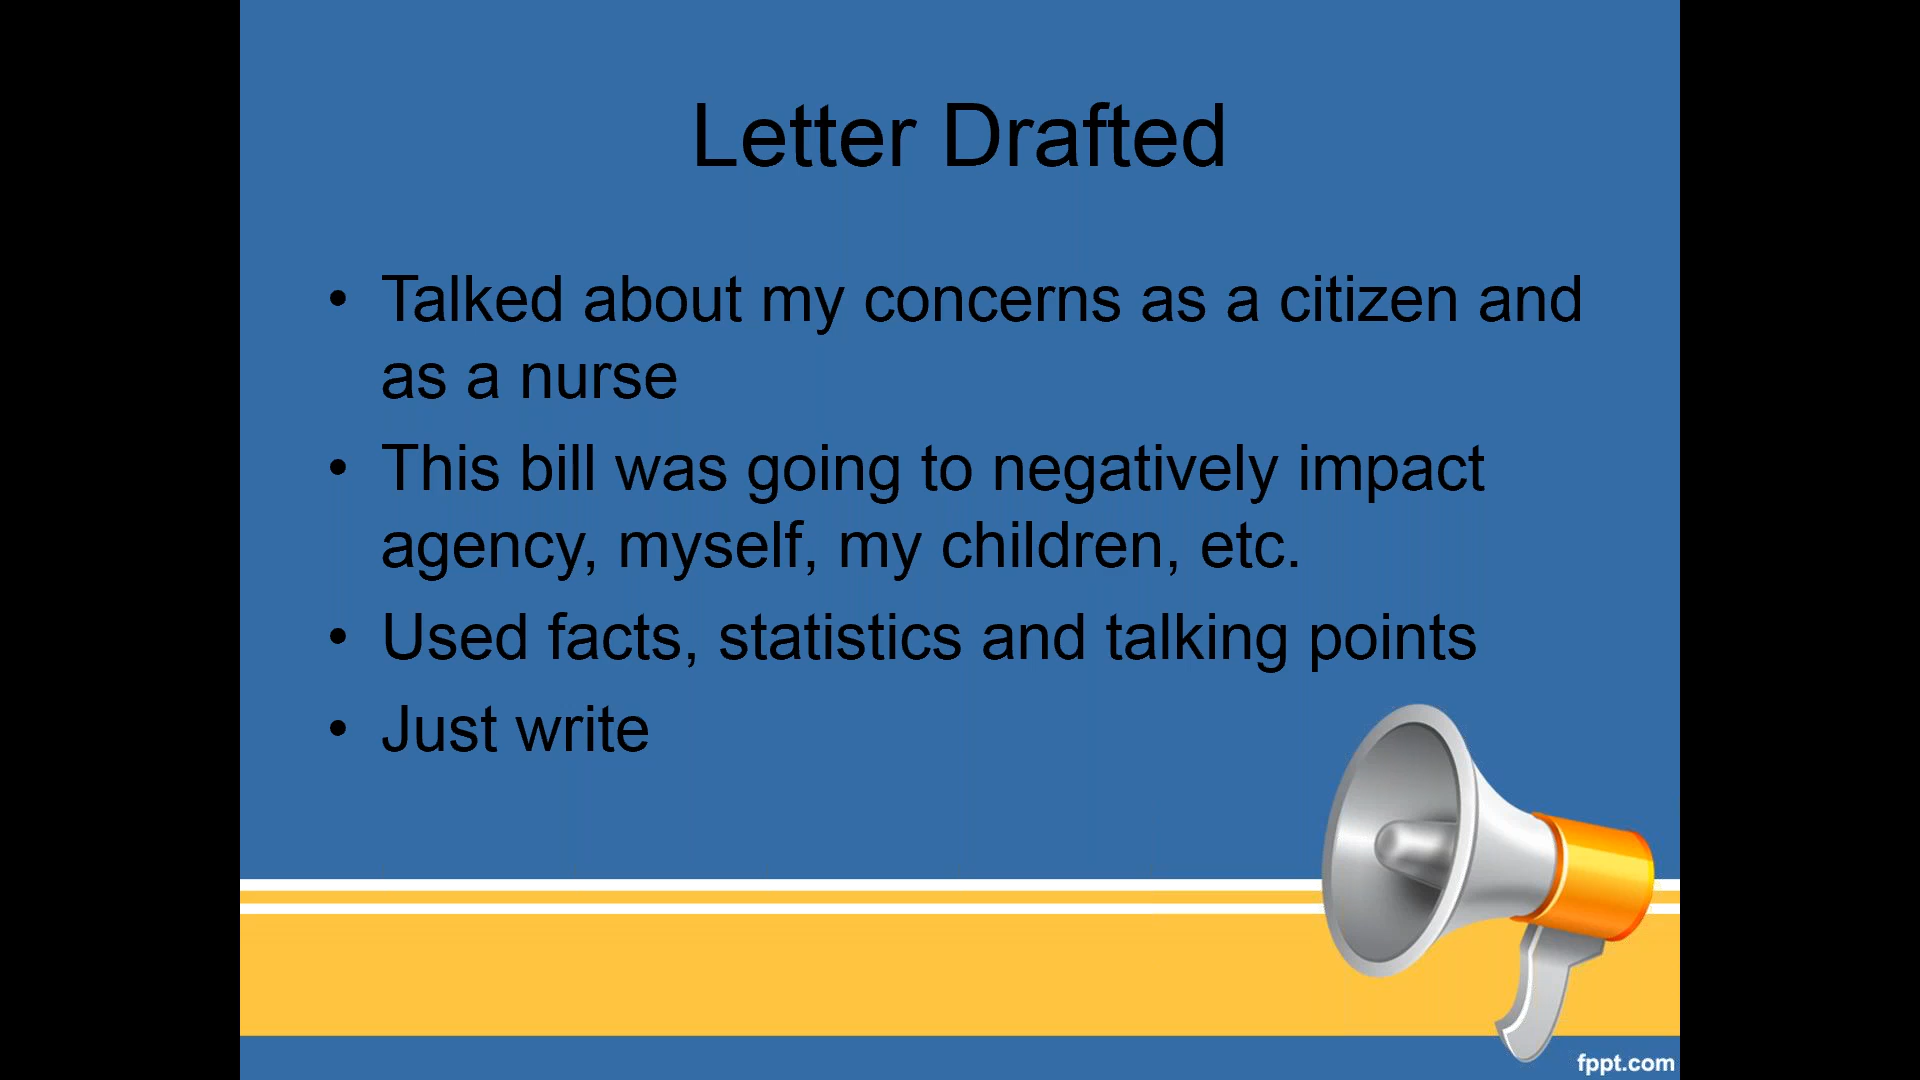 Letter Drafted
• Talked about my concerns as a citizen and
as a nurse
• This bill was going to negatively impact
agency, myself, my children, etc.
• Used facts, statistics and talking points
• Just write
fppt.com